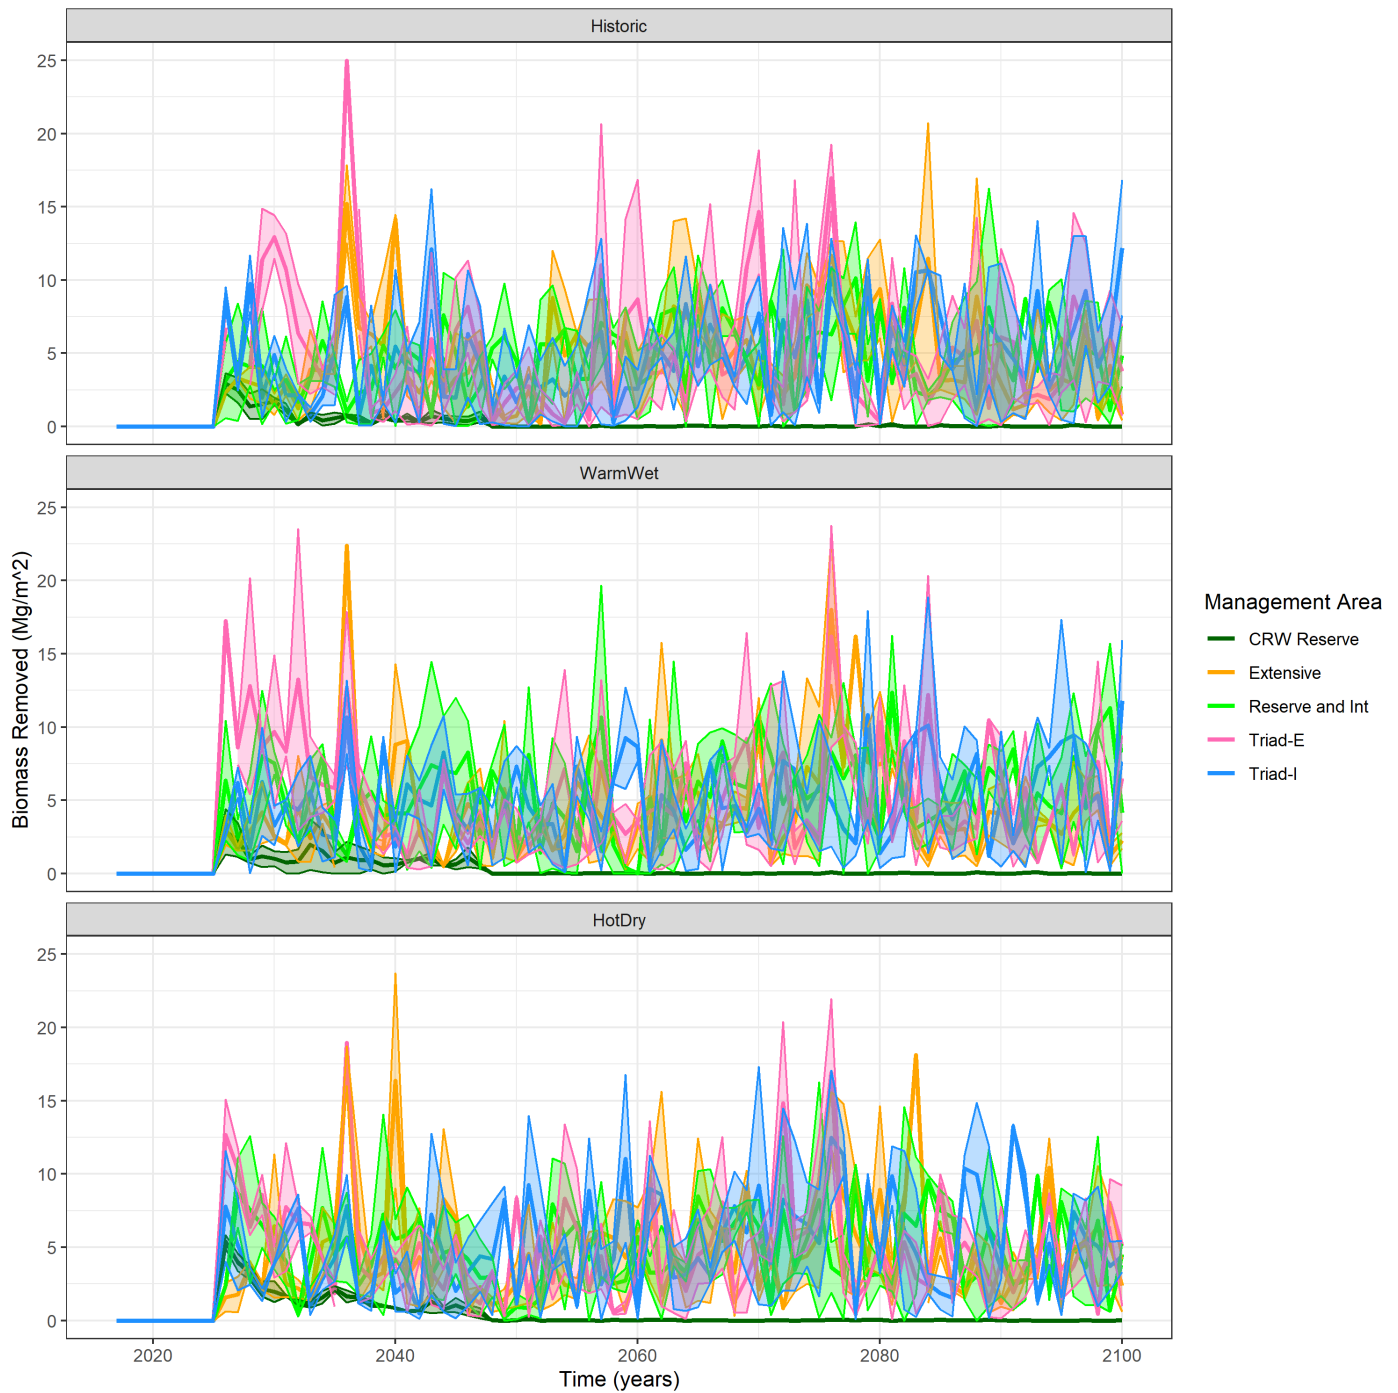 Historic
25
20
15
10
5
0
WarmWet
25
20
15
10
5
0
HotDry
25
20
15
10
5
0
2020 2040 2060 2080 2100
Time (years)
Biomass Removed (Mg/m^2)
Management Area
CRW Reserve
Extensive
Reserve and Int
Triad-E
Triad-I